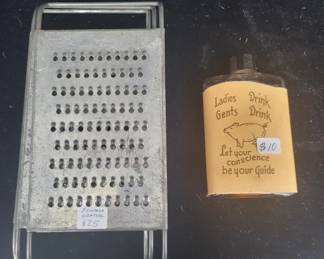 Ladies Drink
Gents Drink
$10
Let your
conscience
be your Guide
$25